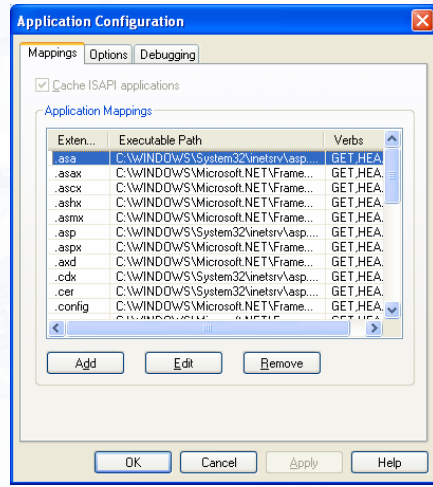 Application Configuration
Mappings Options Debugging
Cache ISAPI applications
Application Mappings
Exten... Executable Path Verbs
.asa C:\WINDOWS\System32\inetsrv\asp.... GET,HEA.
.asax C:\WINDOWS\Microsoft.NET\Frame... GET,HEA.
.ascx C:\WINDOWS\Microsoft.NET\Frame... GET,HEA.
.ashx C:\WINDOWS\Microsoft.NET\Frame... GET,HEA.
.asmx C:\WINDOWS\Microsoft.NET\Frame... GET,HEA.
.asp C:\WINDOWS\System32\inetsrv\asp.... GET,HEA.
.aspx C:\WINDOWS\Microsoft.NET\Frame... GET,HEA.
.axd C:\WINDOWS\Microsoft.NET\Frame... GET,HEA.
.cdx C:\WINDOWS\System32\inetsrv\asp.... GET,HEA.
.cer C:\WINDOWS\System32\inetsrv\asp.... GET,HEA.
.config C:\WINDOWS\Microsoft.NET\Frame... GET,HEA.
Add Edit Remove
OK Cancel Apply Help